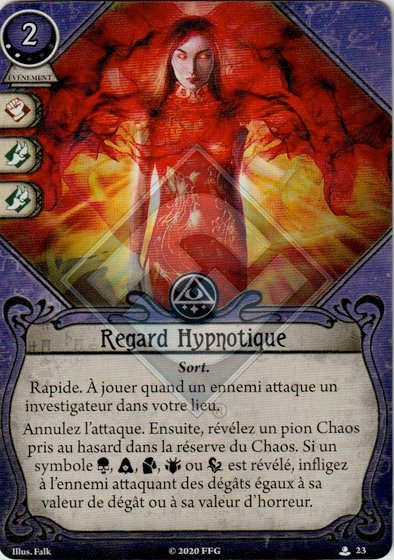 2
ÉVÉNEMENT
Regard Hypnotique
Sort.
Rapide. À jouer quand un ennemi attaque un
investigateur dans votre lieu.
Annulez l'attaque. Ensuite, révélez un pion Chaos
pris au hasard dans la réserve du Chaos. Si un
symbole , , , ou est révélé, infligez
à l'ennemi attaquant des dégâts égaux à sa
valeur de dégât ou à sa valeur d'horreur.
Illus. Falk © 2020 FFG 23